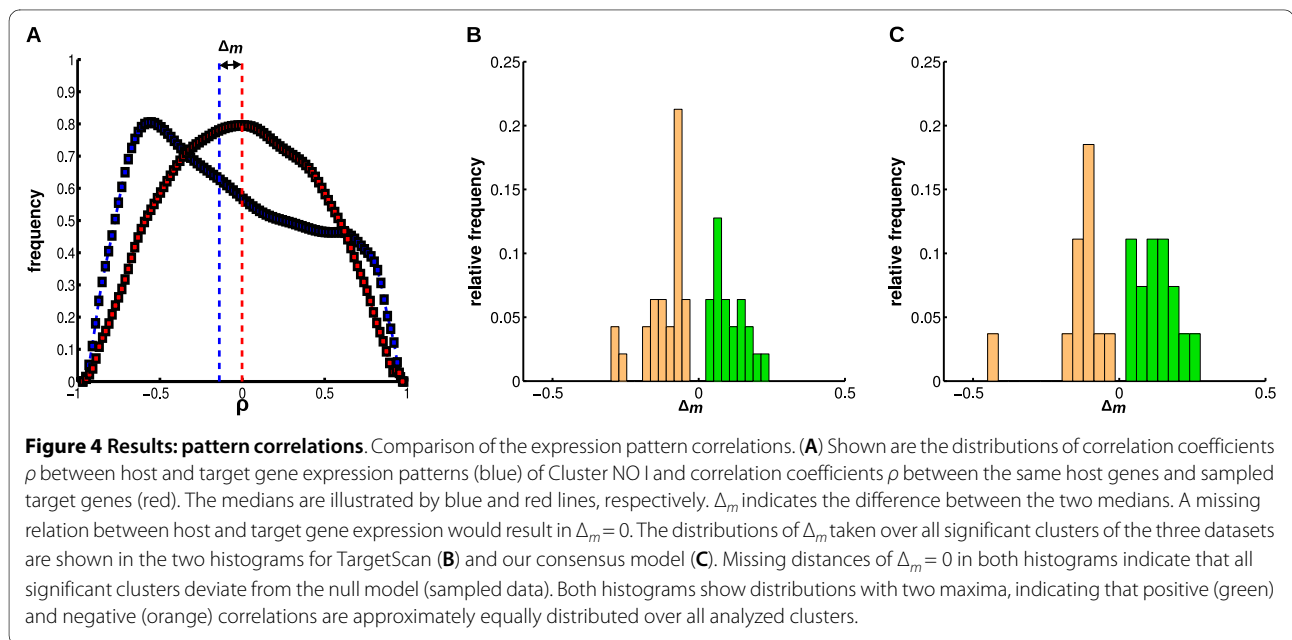 A
Δm
1
0.9
0.8
0.7
0.6
0.5
0.4
0.3
0.2
0.1
0
frequency
-1
-0.5
0
0.5
1
ρ
B
0.25
0.2
0.15
0.1
0.05
0
relative frequency
−0.5
0
0.5
Δm
C
0.25
0.2
0.15
0.1
0.05
0
relative frequency
−0.5
0
0.5
Δm
Figure 4 Results: pattern correlations. Comparison of the expression pattern correlations. (A) Shown are the distributions of correlation coefficients
ρ between host and target gene expression patterns (blue) of Cluster NO I and correlation coefficients ρ between the same host genes and sampled
target genes (red). The medians are illustrated by blue and red lines, respectively. Δm indicates the difference between the two medians. A missing
relation between host and target gene expression would result in Δm = 0. The distributions of Δm taken over all significant clusters of the three datasets
are shown in the two histograms for TargetScan (B) and our consensus model (C). Missing distances of Δm = 0 in both histograms indicate that all
significant clusters deviate from the null model (sampled data). Both histograms show distributions with two maxima, indicating that positive (green)
and negative (orange) correlations are approximately equally distributed over all analyzed clusters.